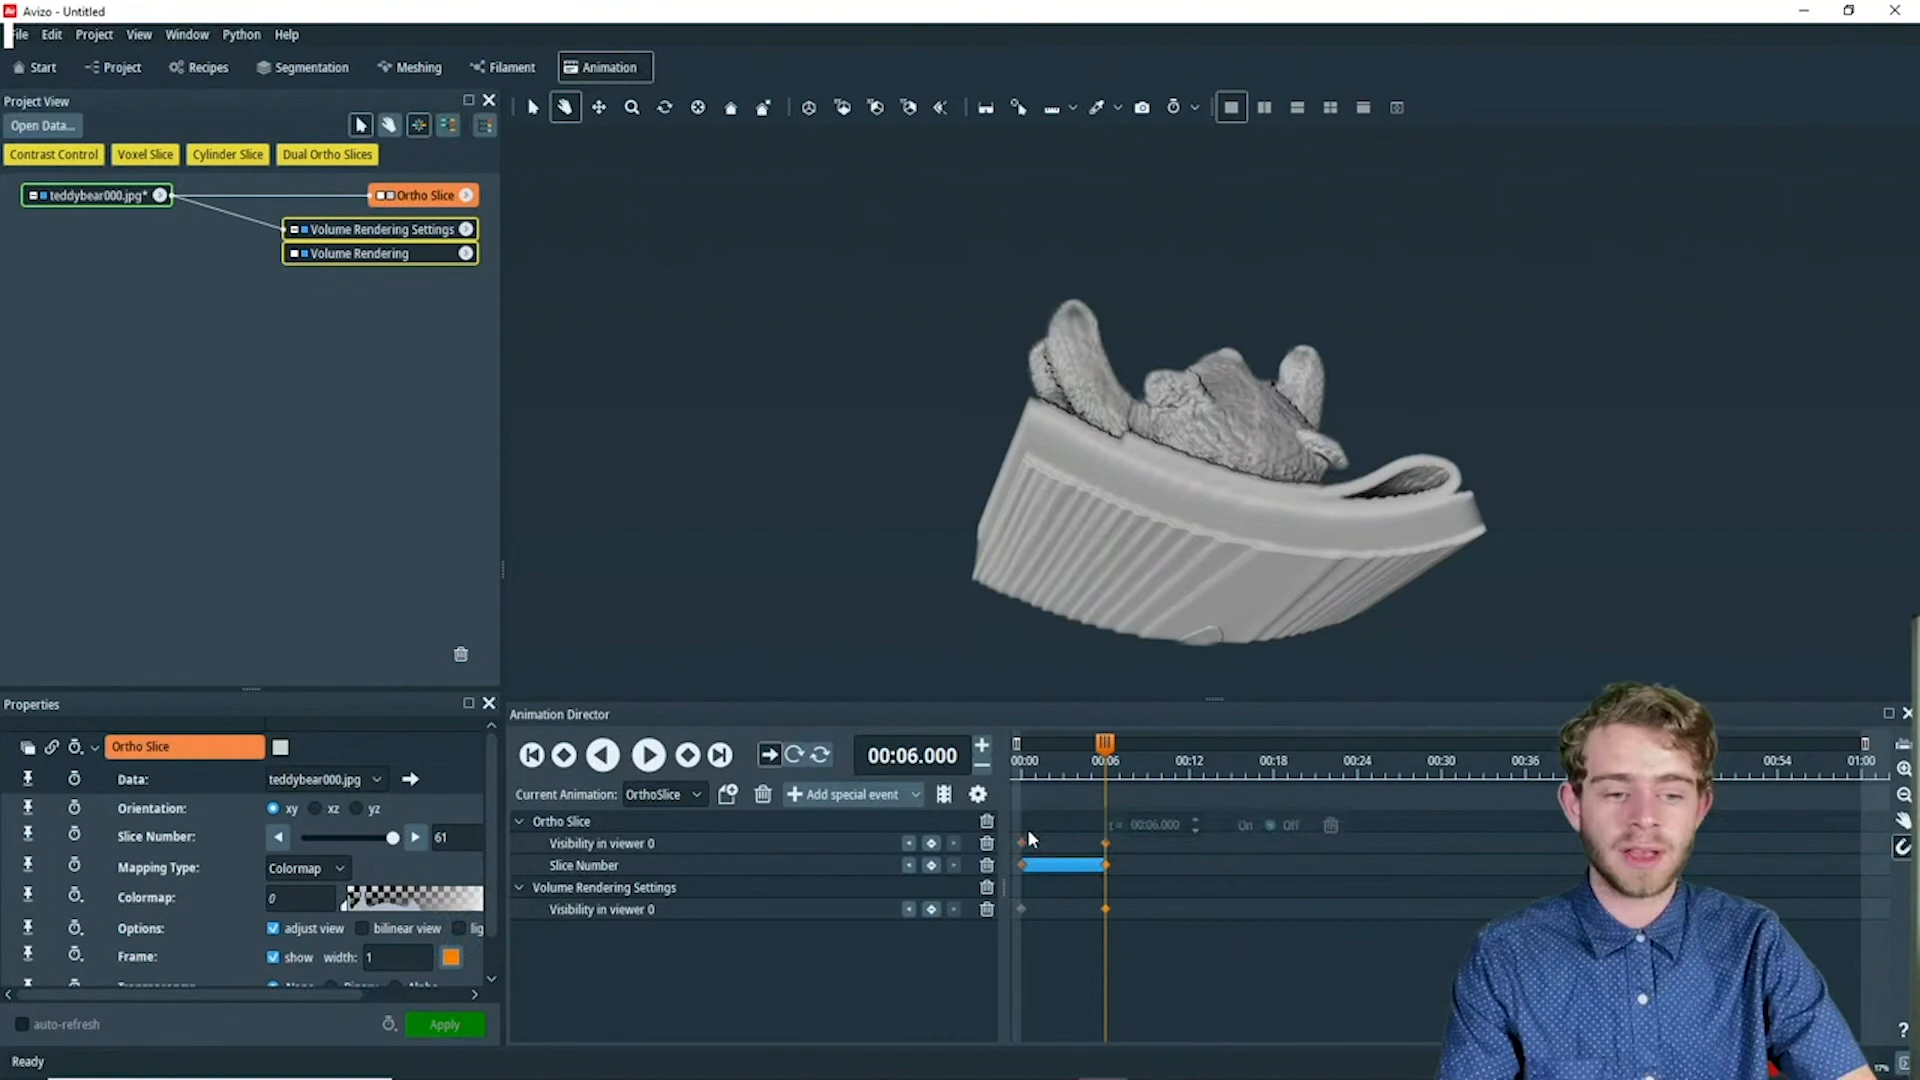 Avizo - Untitled
ile Edit Project View Window Python Help
Start Project Recipes Segmentation Meshing Filament Animation
Project View
Open Data...
Contrast Control Voxel Slice Cylinder Slice Dual Ortho Slices
teddybear000.jpg* Ortho Slice
Volume Rendering Settings
Volume Rendering
Properties
Ortho Slice
Data: teddybear000.jpg
Orientation: xy xz yz
Slice Number: 61
Mapping Type: Colormap
Colormap: 0
Options: adjust view bilinear view lig
Frame: show width: 1
auto-refresh Apply
Ready
Animation Director
00:06.000
00:00 00:06 00:12 00:18 00:24 00:30 00:36 00:54 01:00
Current Animation: OrthoSlice Add special event
Ortho Slice
t = 00:06.000 On Off
Visibility in viewer 0
Slice Number
Volume Rendering Settings
Visibility in viewer 0
17%